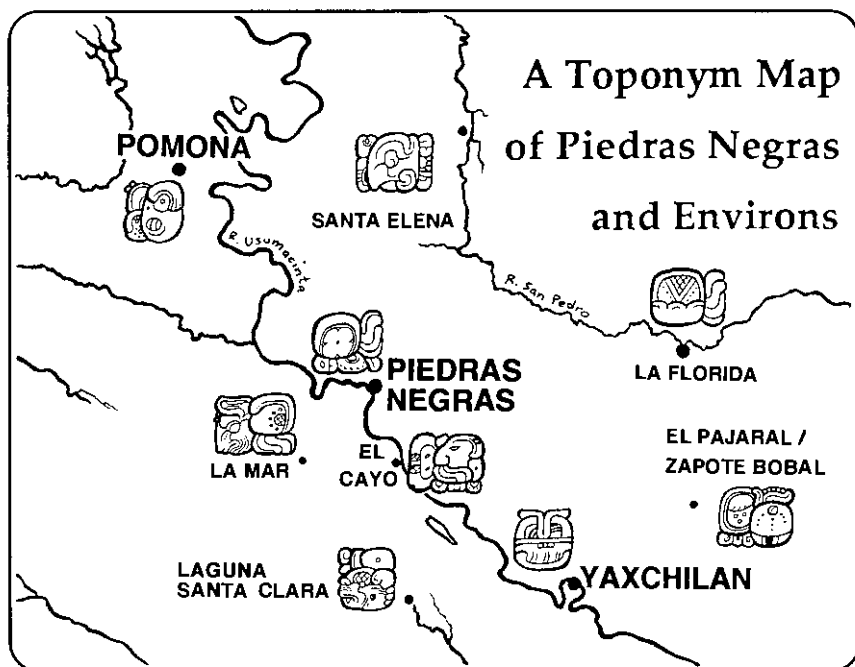 A Toponym Map
of Piedras Negras
and Environs
POMONA
SANTA ELENA
R. Usumacinta
R. San Pedro
LA FLORIDA
PIEDRAS
NEGRAS
LA MAR
EL
CAYO
EL PAJARAL /
ZAPOTE BOBAL
LAGUNA
SANTA CLARA
YAXCHILAN